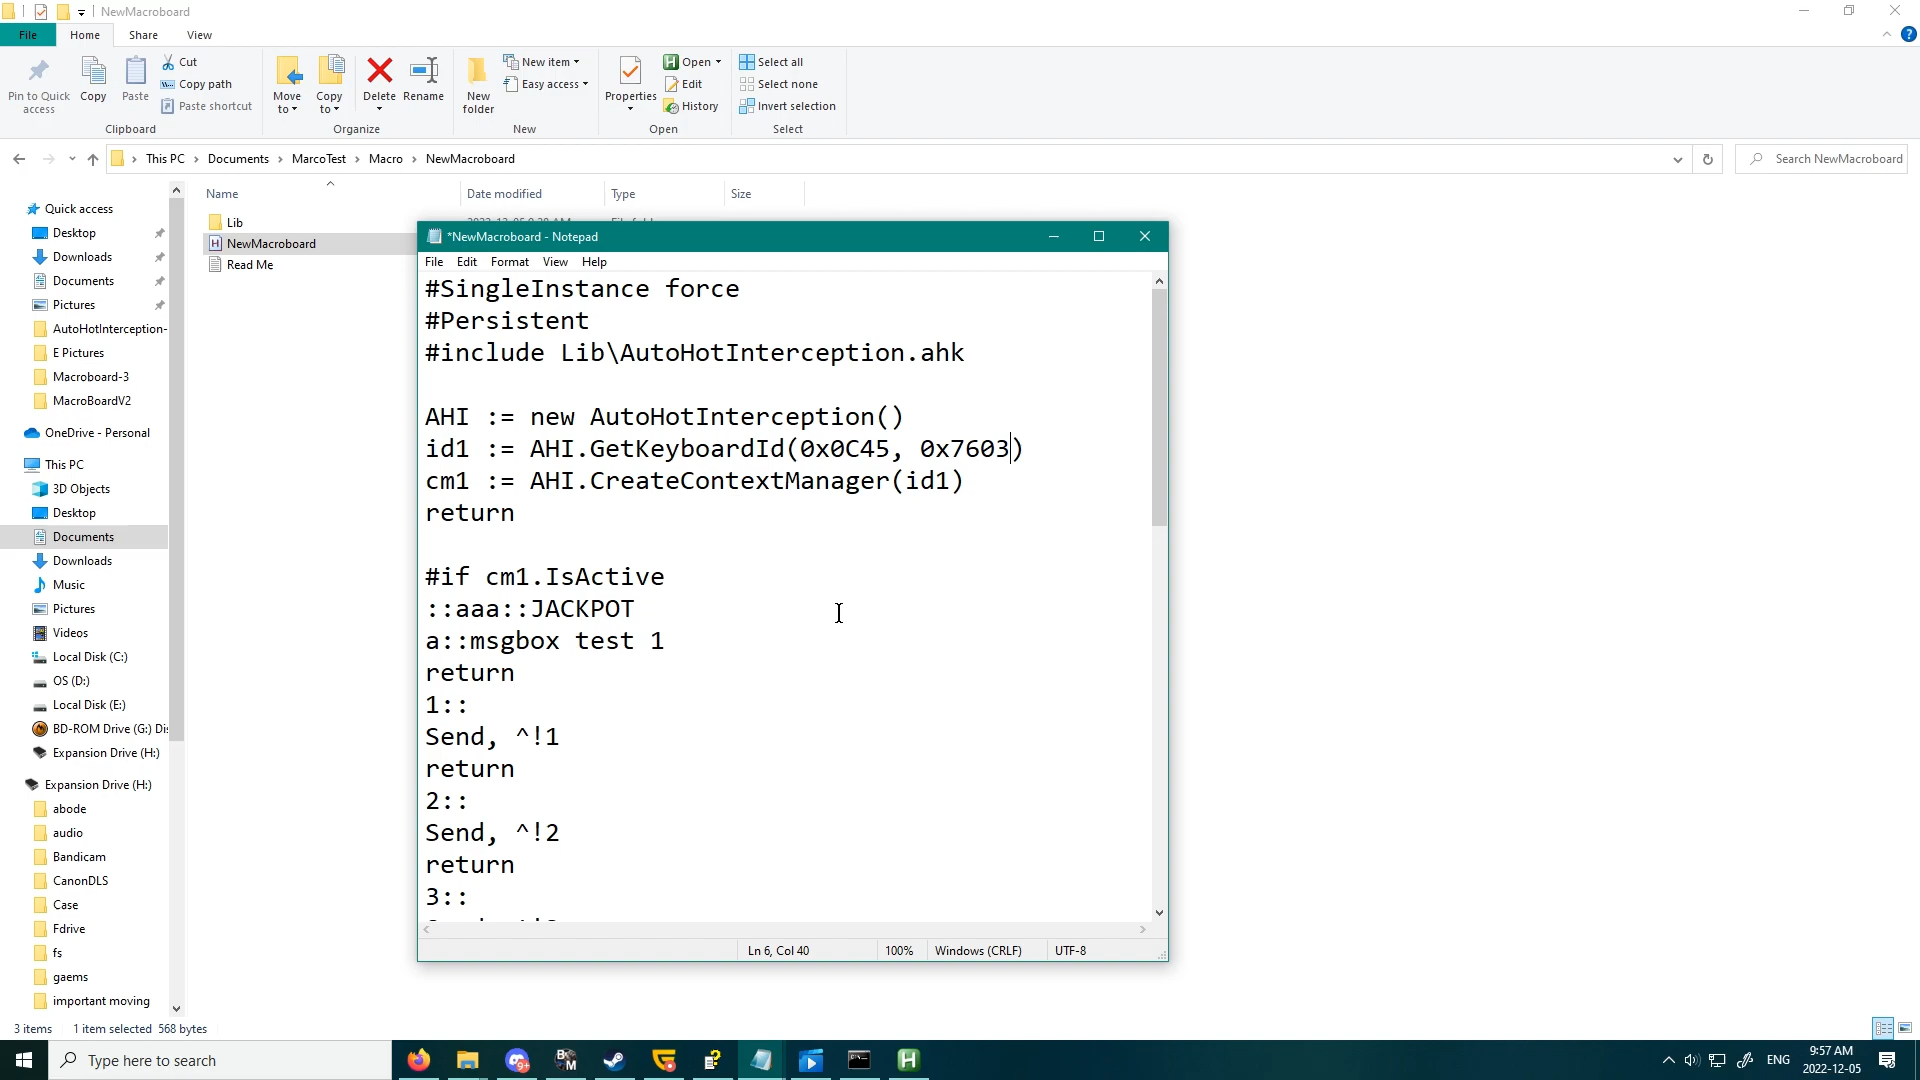 NewMacroboard
File
Home
Share
View
Pin to Quick access
Copy
Paste
Cut
Copy path
Paste shortcut
Clipboard
Move to
Copy to
Delete
Rename
Organize
New folder
New item
Easy access
New
Properties
Open
Edit
History
Open
Select all
Select none
Invert selection
Select
This PC > Documents > MarcoTest > Macro > NewMacroboard
Search NewMacroboard
Name
Date modified
Type
Size
Lib
NewMacroboard
Read Me
Quick access
Desktop
Downloads
Documents
Pictures
AutoHotInterception-
E Pictures
Macroboard-3
MacroBoardV2
OneDrive - Personal
This PC
3D Objects
Desktop
Documents
Downloads
Music
Pictures
Videos
Local Disk (C:)
OS (D:)
Local Disk (E:)
BD-ROM Drive (G:) Di
Expansion Drive (H:)
Expansion Drive (H:)
abode
audio
Bandicam
CanonDLS
Case
Fdrive
fs
gaems
important moving
*NewMacroboard - Notepad
File Edit Format View Help
#SingleInstance force
#Persistent
#include Lib\AutoHotInterception.ahk
AHI := new AutoHotInterception()
id1 := AHI.GetKeyboardId(0x0C45, 0x7603)
cm1 := AHI.CreateContextManager(id1)
return
#if cm1.IsActive
::aaa::JACKPOT
a::msgbox test 1
return
1::
Send, ^!1
return
2::
Send, ^!2
return
3::
Ln 6, Col 40
100%
Windows (CRLF)
UTF-8
3 items
1 item selected 568 bytes
Type here to search
ENG
9:57 AM
2022-12-05